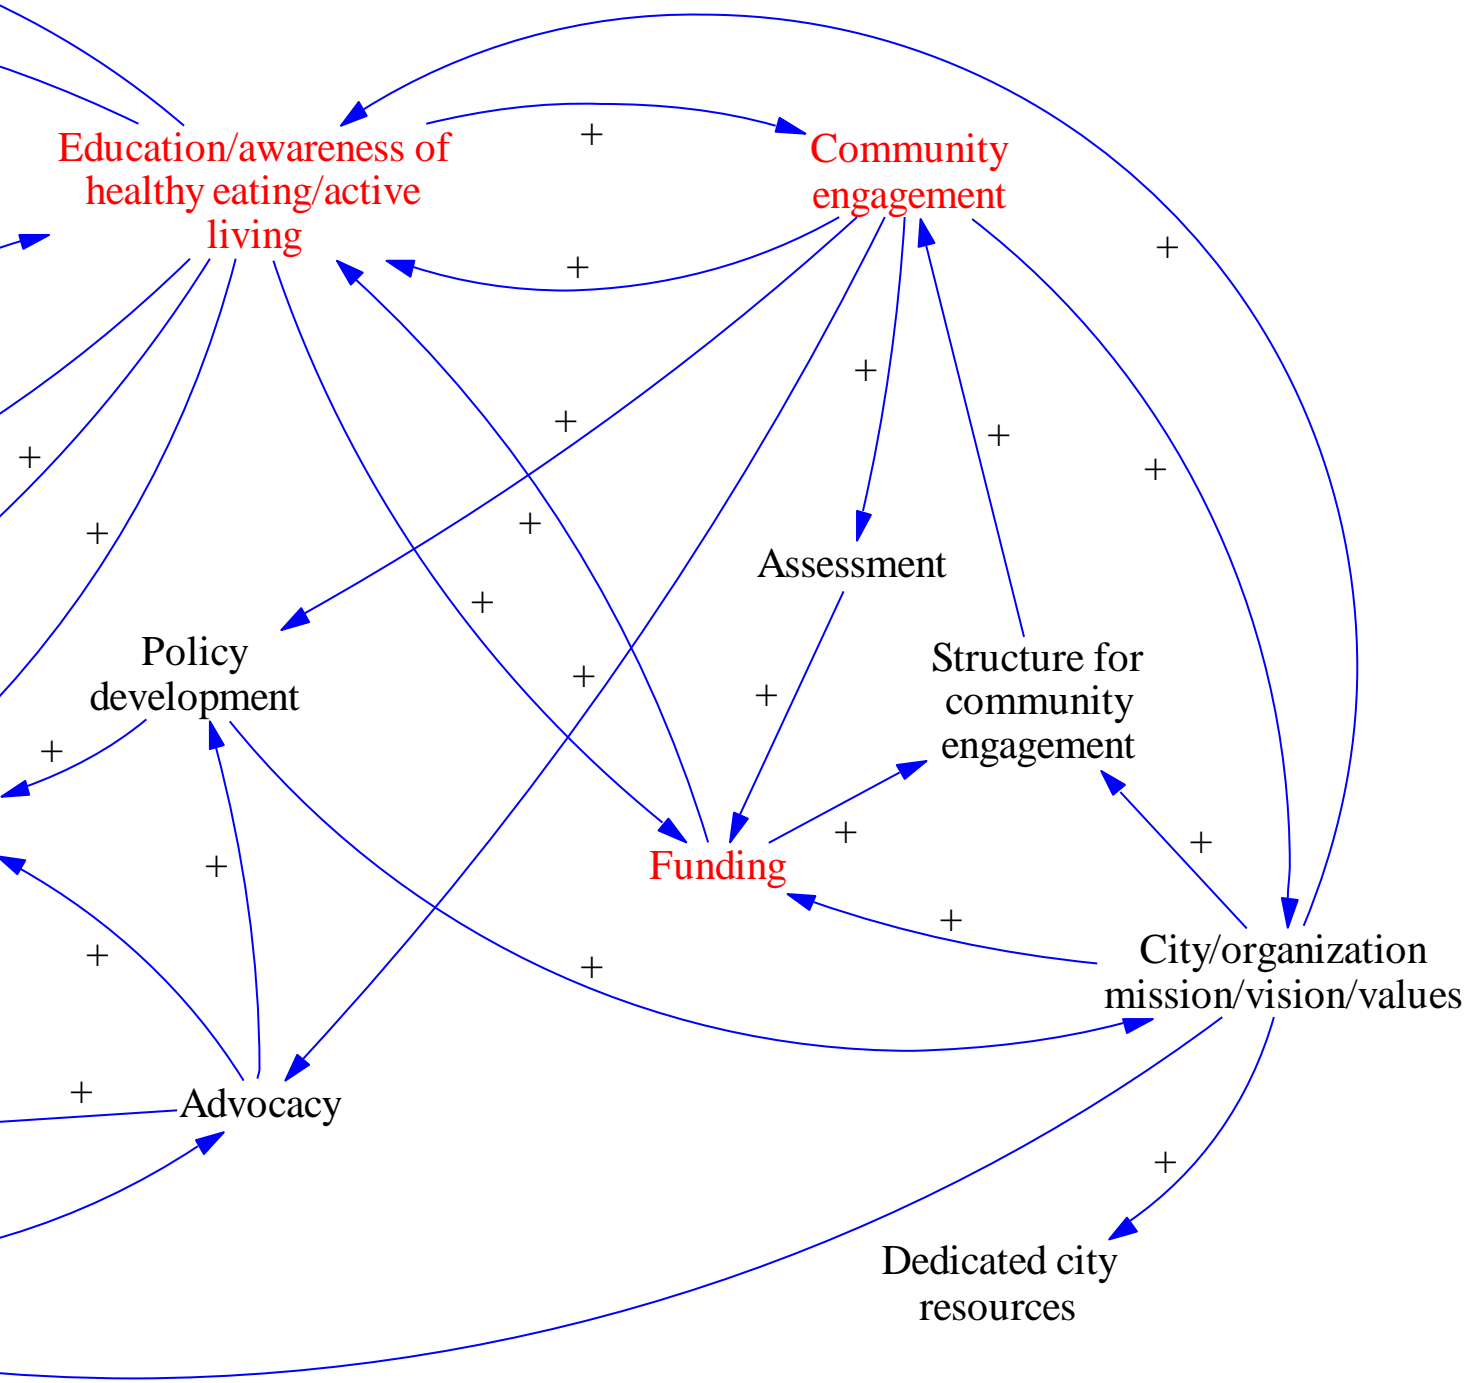 Education/awareness of
healthy eating/active
living
+
Community
engagement
+
+
+
+
+
+
+
+
+
+
Assessment
+
Policy
development
+
+
Structure for
community
engagement
+
+
+
+
Funding
+
+
City/organization
mission/vision/values
+
+
Advocacy
+
+
Dedicated city
resources